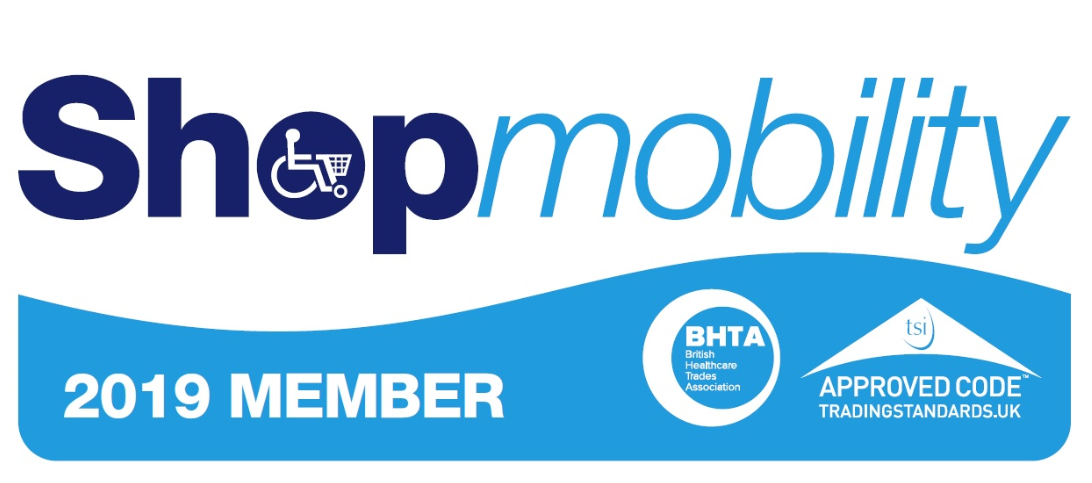 Shopmobility
2019 MEMBER
BHTA
British
Healthcare
Trades
Association
tsi
APPROVED CODE™
TRADINGSTANDARDS.UK